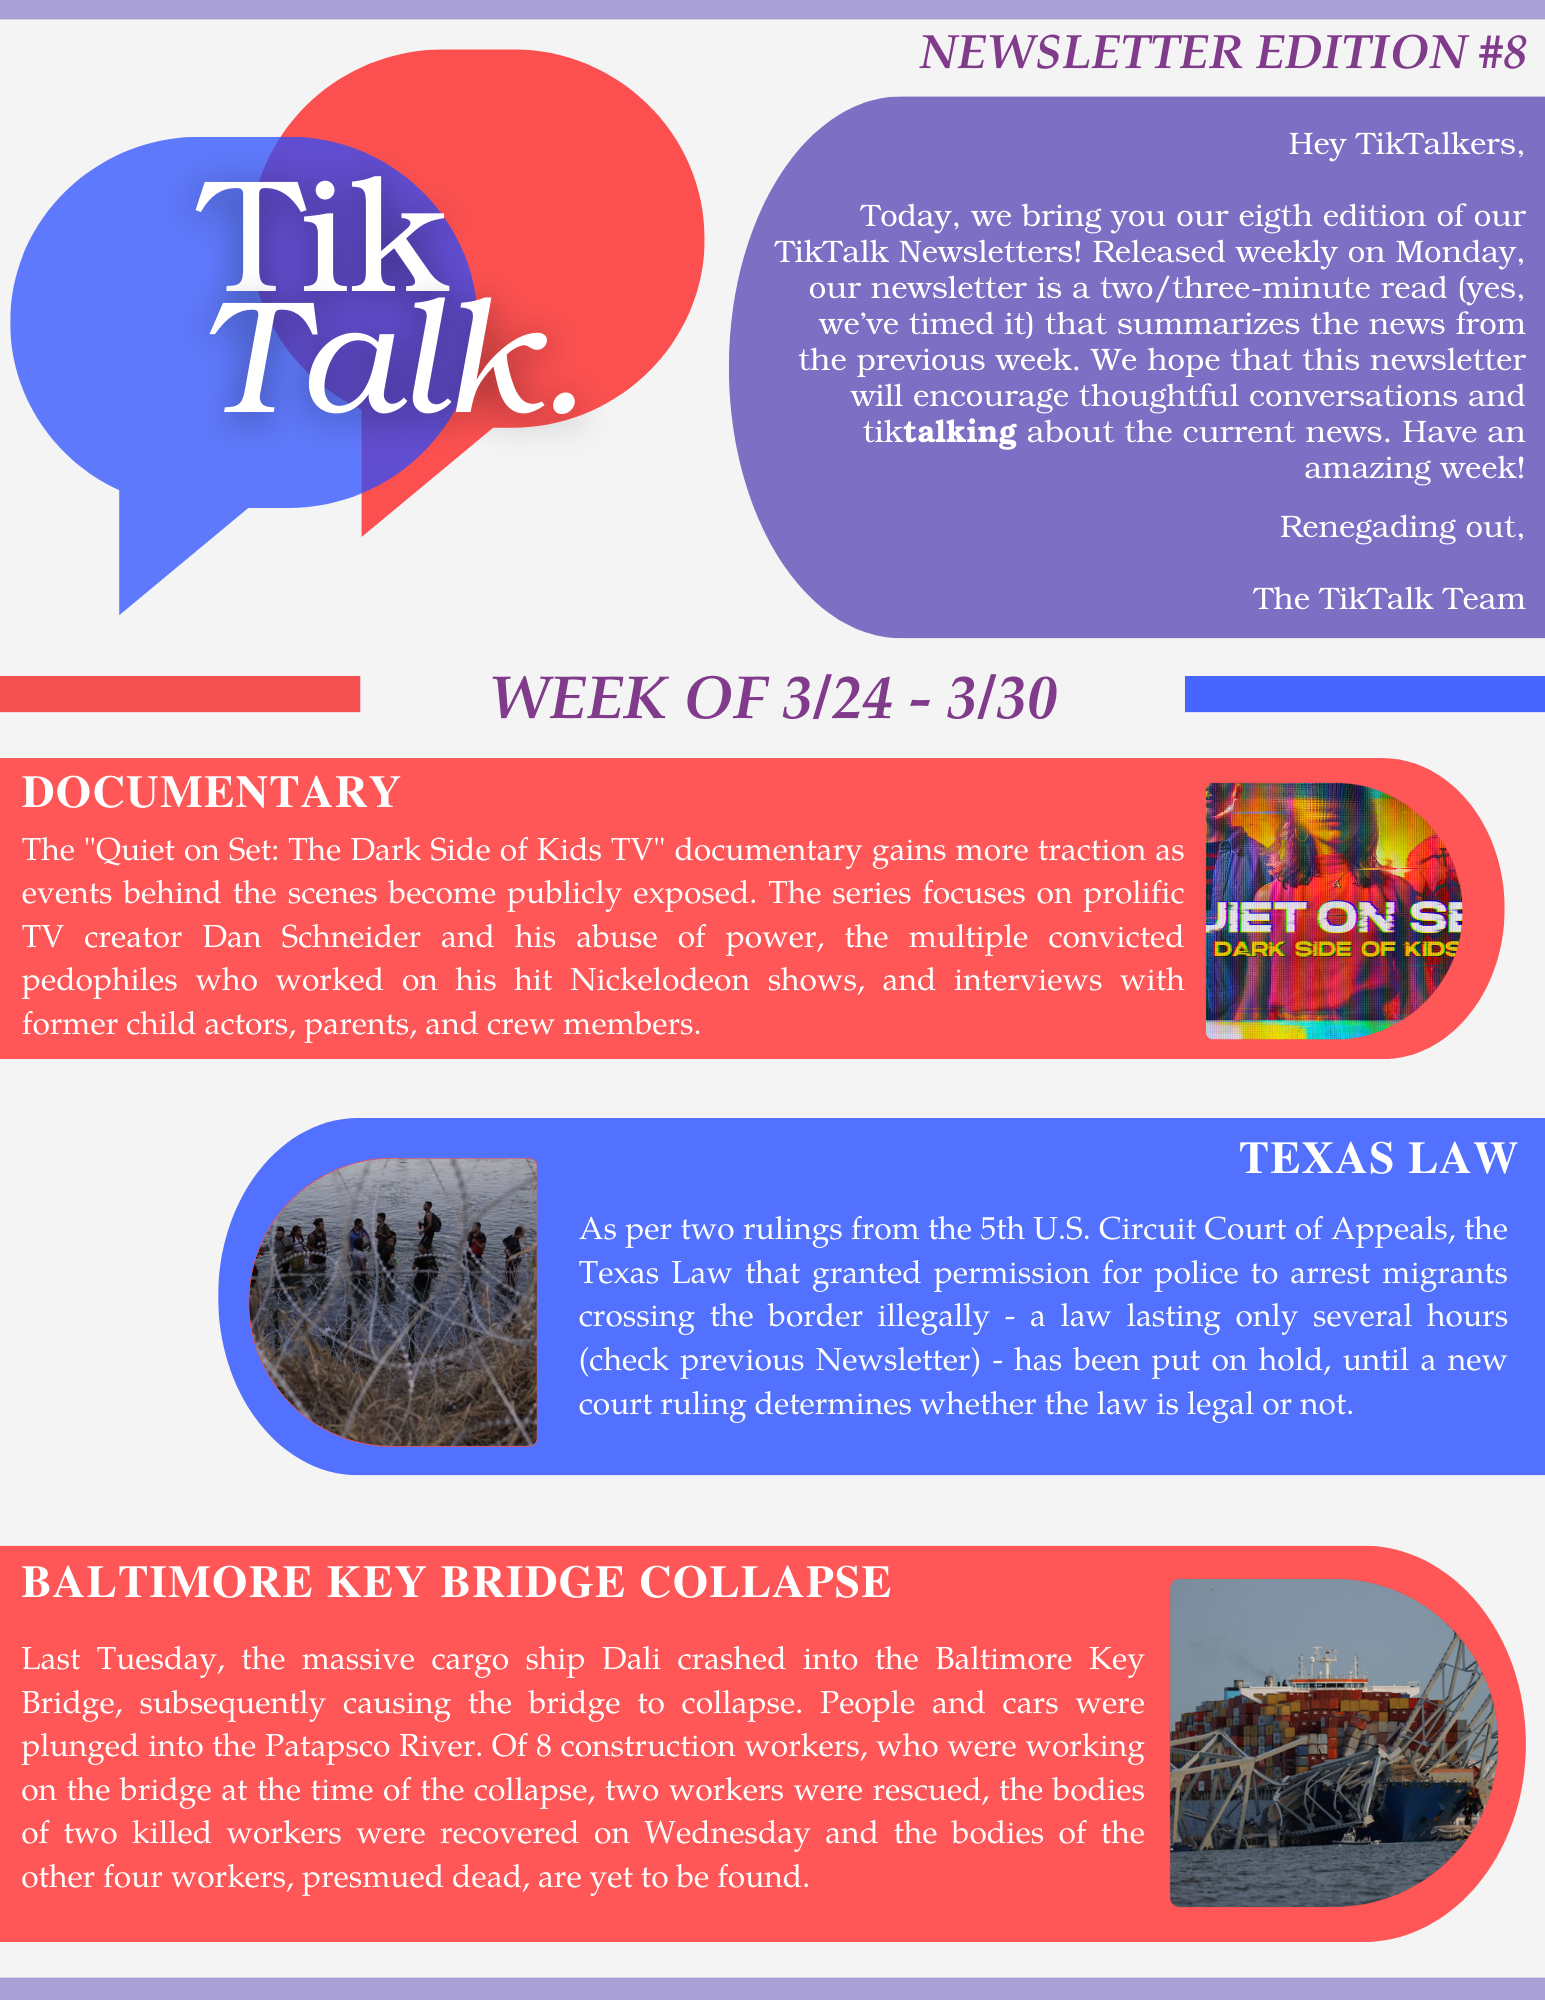 NEWSLETTER EDITION #8
Tik
Talk.
Hey TikTalkers,
Today, we bring you our eigth edition of our
TikTalk Newsletters! Released weekly on Monday,
our newsletter is a two/three-minute read (yes,
we’ve timed it) that summarizes the news from
the previous week. We hope that this newsletter
will encourage thoughtful conversations and
tiktalking about the current news. Have an
amazing week!
Renegading out,
The TikTalk Team
WEEK OF 3/24 - 3/30
DOCUMENTARY
The "Quiet on Set: The Dark Side of Kids TV" documentary gains more traction as
events behind the scenes become publicly exposed. The series focuses on prolific
TV creator Dan Schneider and his abuse of power, the multiple convicted
pedophiles who worked on his hit Nickelodeon shows, and interviews with
former child actors, parents, and crew members.
UIET ON SE
DARK SIDE OF KIDS
TEXAS LAW
As per two rulings from the 5th U.S. Circuit Court of Appeals, the
Texas Law that granted permission for police to arrest migrants
crossing the border illegally - a law lasting only several hours
(check previous Newsletter) - has been put on hold, until a new
court ruling determines whether the law is legal or not.
BALTIMORE KEY BRIDGE COLLAPSE
Last Tuesday, the massive cargo ship Dali crashed into the Baltimore Key
Bridge, subsequently causing the bridge to collapse. People and cars were
plunged into the Patapsco River. Of 8 construction workers, who were working
on the bridge at the time of the collapse, two workers were rescued, the bodies
of two killed workers were recovered on Wednesday and the bodies of the
other four workers, presmued dead, are yet to be found.